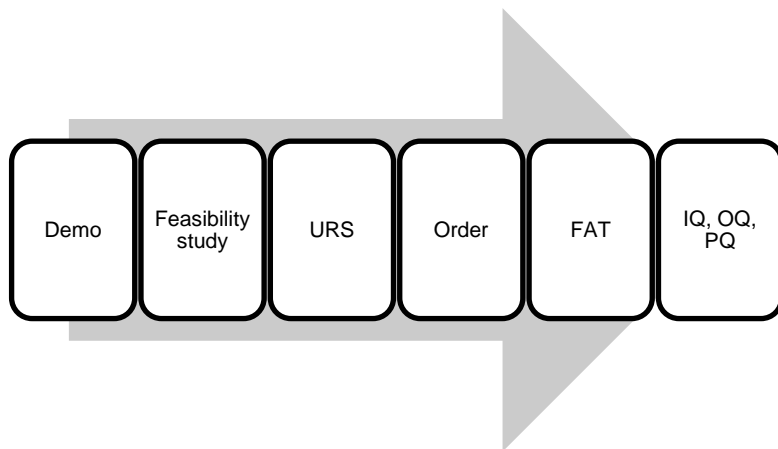 Demo
Feasibility
study
URS
Order
FAT
IQ, OQ,
PQ